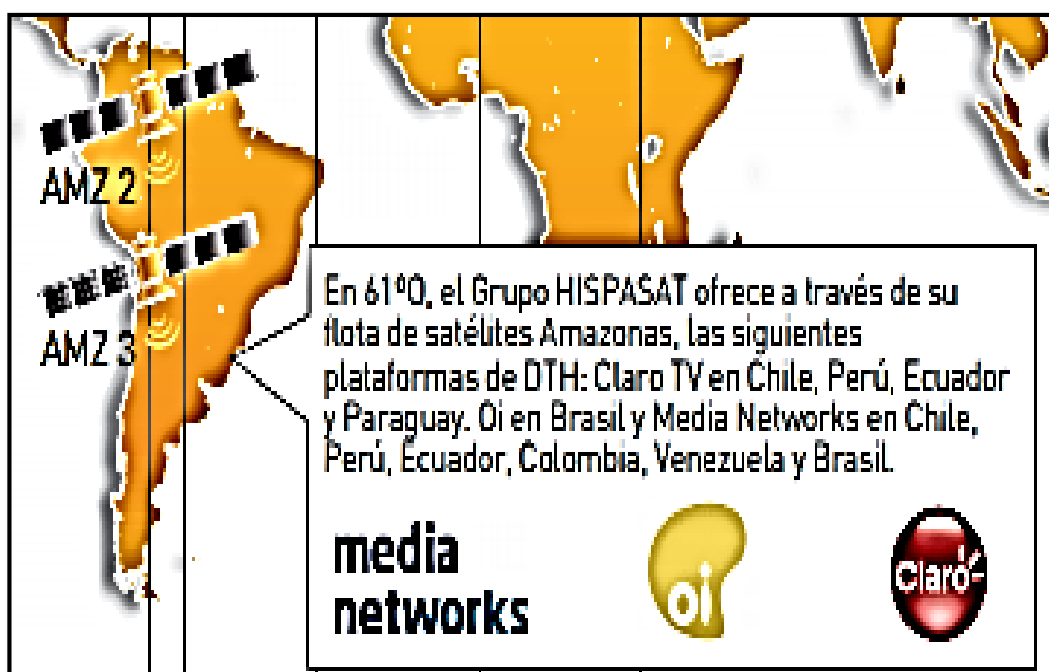 AMZ 2
AMZ 3
En 61ºO, el Grupo HISPASAT ofrece a través de su
flota de satélites Amazonas, las siguientes
plataformas de DTH: Claro TV en Chile, Perú, Ecuador
y Paraguay. Oi en Brasil y Media Networks en Chile,
Perú, Ecuador, Colombia, Venezuela y Brasil.
media
networks
oi
Claro